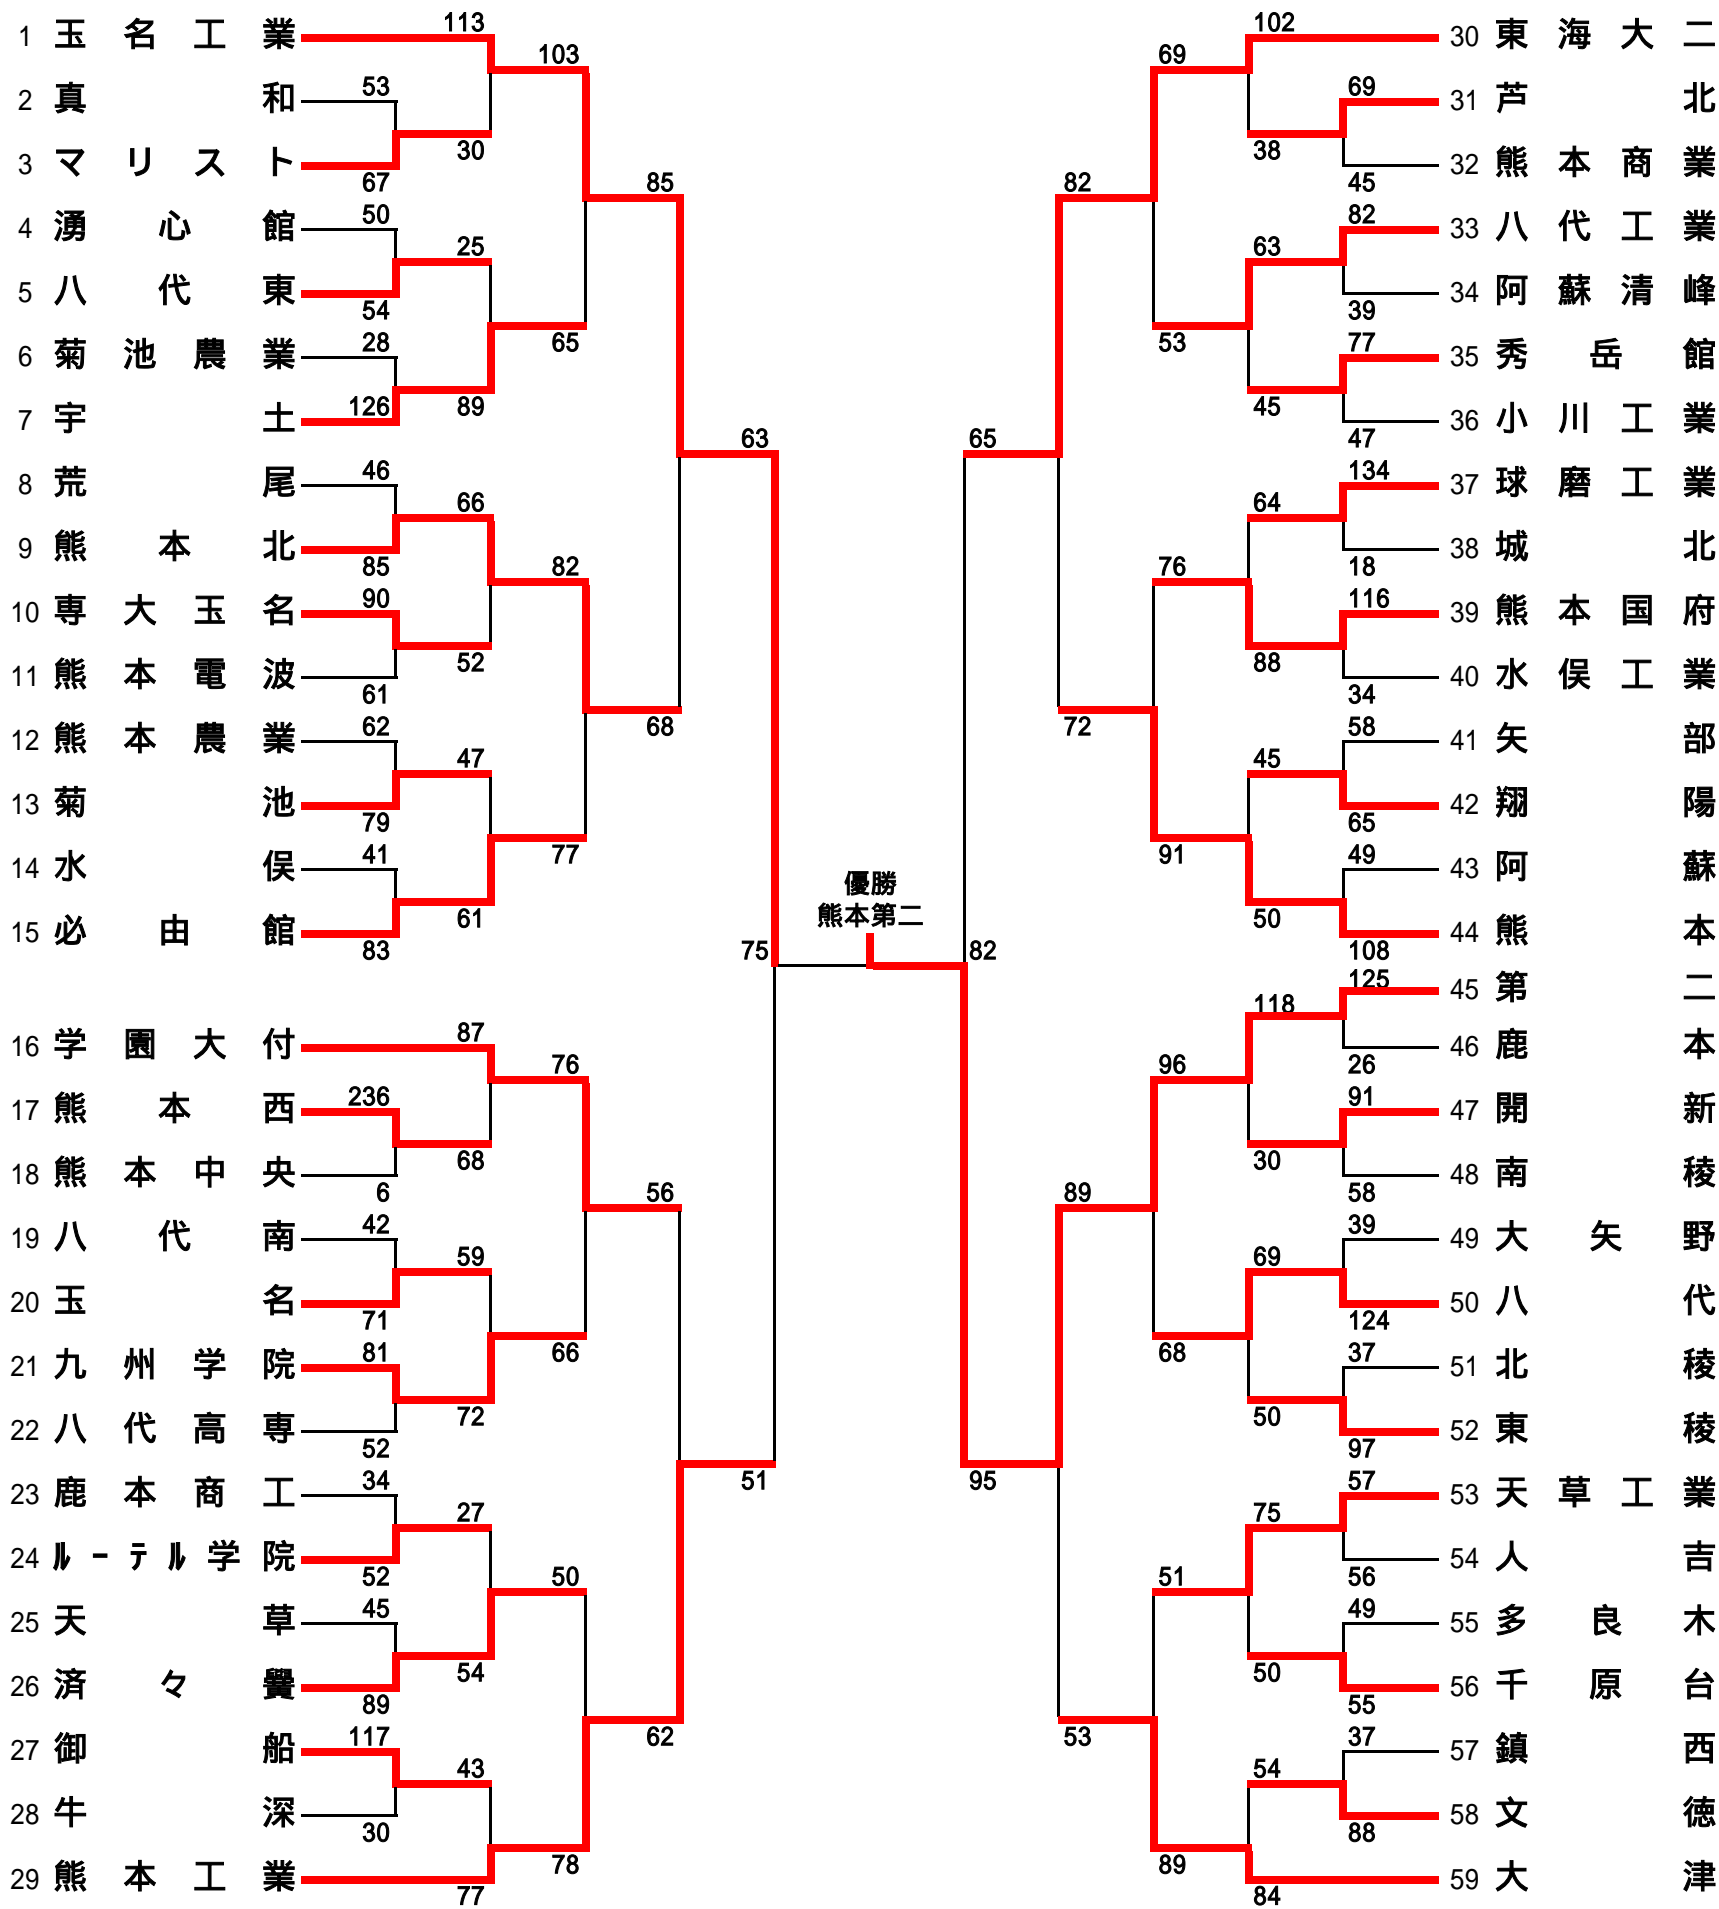 1 玉名工業 113 103 69 102 30 東海大二
2 真和 53 69 31 芦北
3 マリスト 67 30 38 45 32 熊本商業
85 82
4 湧心館 50 82 33 八代工業
5 八代東 54 25 63 39 34 阿蘇清峰
6 菊池農業 28 65 53 77 35 秀岳館
7 宇土 126 89 45 47 36 小川工業
63 65
8 荒尾 46 134 37 球磨工業
9 熊本北 85 66 64 18 38 城北
10 専大玉名 90 82 76 116 39 熊本国府
11 熊本電波 61 52 88 34 40 水俣工業
68 72
12 熊本農業 62 58 41 矢部
13 菊池 79 47 45 65 42 翔陽
14 水俣 41 77 91 49 43 阿蘇
15 必由館 83 61 50 108 44 熊本
優勝
熊本第二
75 82
125 45 第二
16 学園大付 87 118 26 46 鹿本
17 熊本西 236 76 96 91 47 開新
18 熊本中央 6 68 30 58 48 南稜
56 89
19 八代南 42 39 49 大矢野
20 玉名 71 59 69 124 50 八代
21 九州学院 81 66 68 37 51 北稜
22 八代高専 52 72 50 97 52 東稜
51 95
23 鹿本商工 34 57 53 天草工業
24 ルーテル学院 52 27 75 56 54 人吉
25 天草 45 50 51 49 55 多良木
26 済々黌 89 54 50 55 56 千原台
62 53
27 御船 117 37 57 鎮西
28 牛深 30 43 54 88 58 文徳
29 熊本工業 77 78 89 84 59 大津